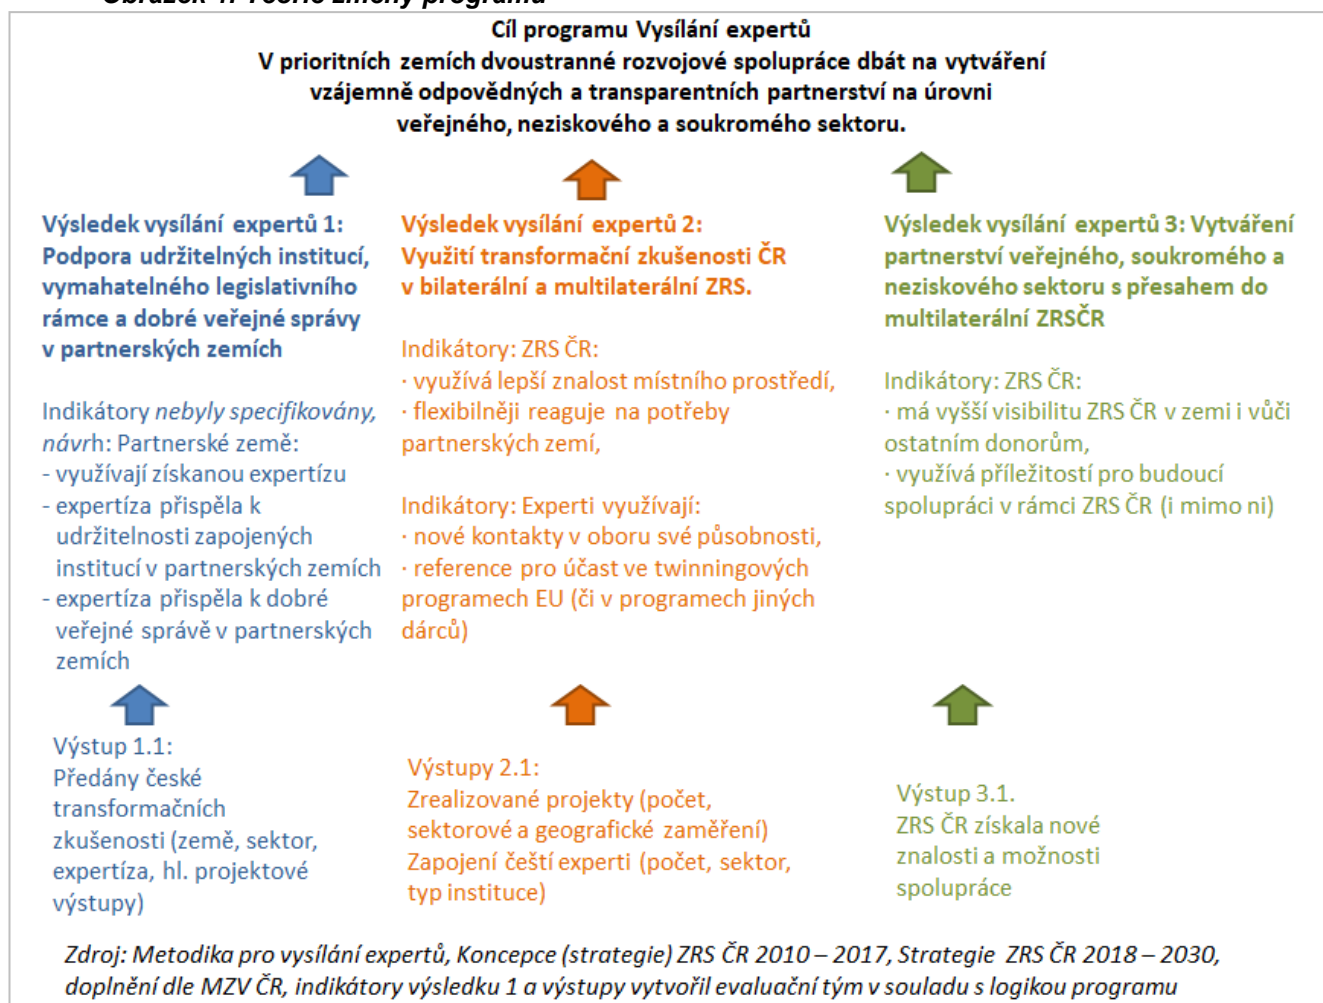 Obrázek 1: Teorie změny programu
Cíl programu Vysílání expertů
V prioritních zemích dvoustranné rozvojové spolupráce dbát na vytváření
vzájemně odpovědných a transparentních partnerství na úrovni
veřejného, neziskového a soukromého sektoru.
Výsledek vysílání expertů 1:
Podpora udržitelných institucí,
vymahatelného legislativního
rámce a dobré veřejné správy
v partnerských zemích
Indikátory nebyly specifikovány,
návrh: Partnerské země:
- využívají získanou expertízu
- expertíza přispěla k
udržitelnosti zapojených
institucí v partnerských zemích
- expertíza přispěla k dobré
veřejné správě v partnerských
zemích
Výstup 1.1:
Předány české
transformačních
zkušenosti (země, sektor,
expertíza, hl. projektové
výstupy)
Výsledek vysílání expertů 2:
Využití transformační zkušenosti ČR
v bilaterální a multilaterální ZRS.
Indikátory: ZRS ČR:
· využívá lepší znalost místního prostředí,
· flexibilněji reaguje na potřeby
partnerských zemí,
Indikátory: Experti využívají:
· nové kontakty v oboru své působnosti,
· reference pro účast ve twinningových
programech EU (či v programech jiných
dárců)
Výstupy 2.1:
Zrealizované projekty (počet,
sektorové a geografické zaměření)
Zapojení čeští experti (počet, sektor,
typ instituce)
Výsledek vysílání expertů 3: Vytváření
partnerství veřejného, soukromého a
neziskového sektoru s přesahem do
multilaterální ZRSČR
Indikátory: ZRS ČR:
· má vyšší visibilitu ZRS ČR v zemi i vůči
ostatním donorům,
· využívá příležitostí pro budoucí
spolupráci v rámci ZRS ČR (i mimo ni)
Výstup 3.1.
ZRS ČR získala nové
znalosti a možnosti
spolupráce
Zdroj: Metodika pro vysílání expertů, Koncepce (strategie) ZRS ČR 2010 – 2017, Strategie ZRS ČR 2018 – 2030,
doplnění dle MZV ČR, indikátory výsledku 1 a výstupy vytvořil evaluační tým v souladu s logikou programu